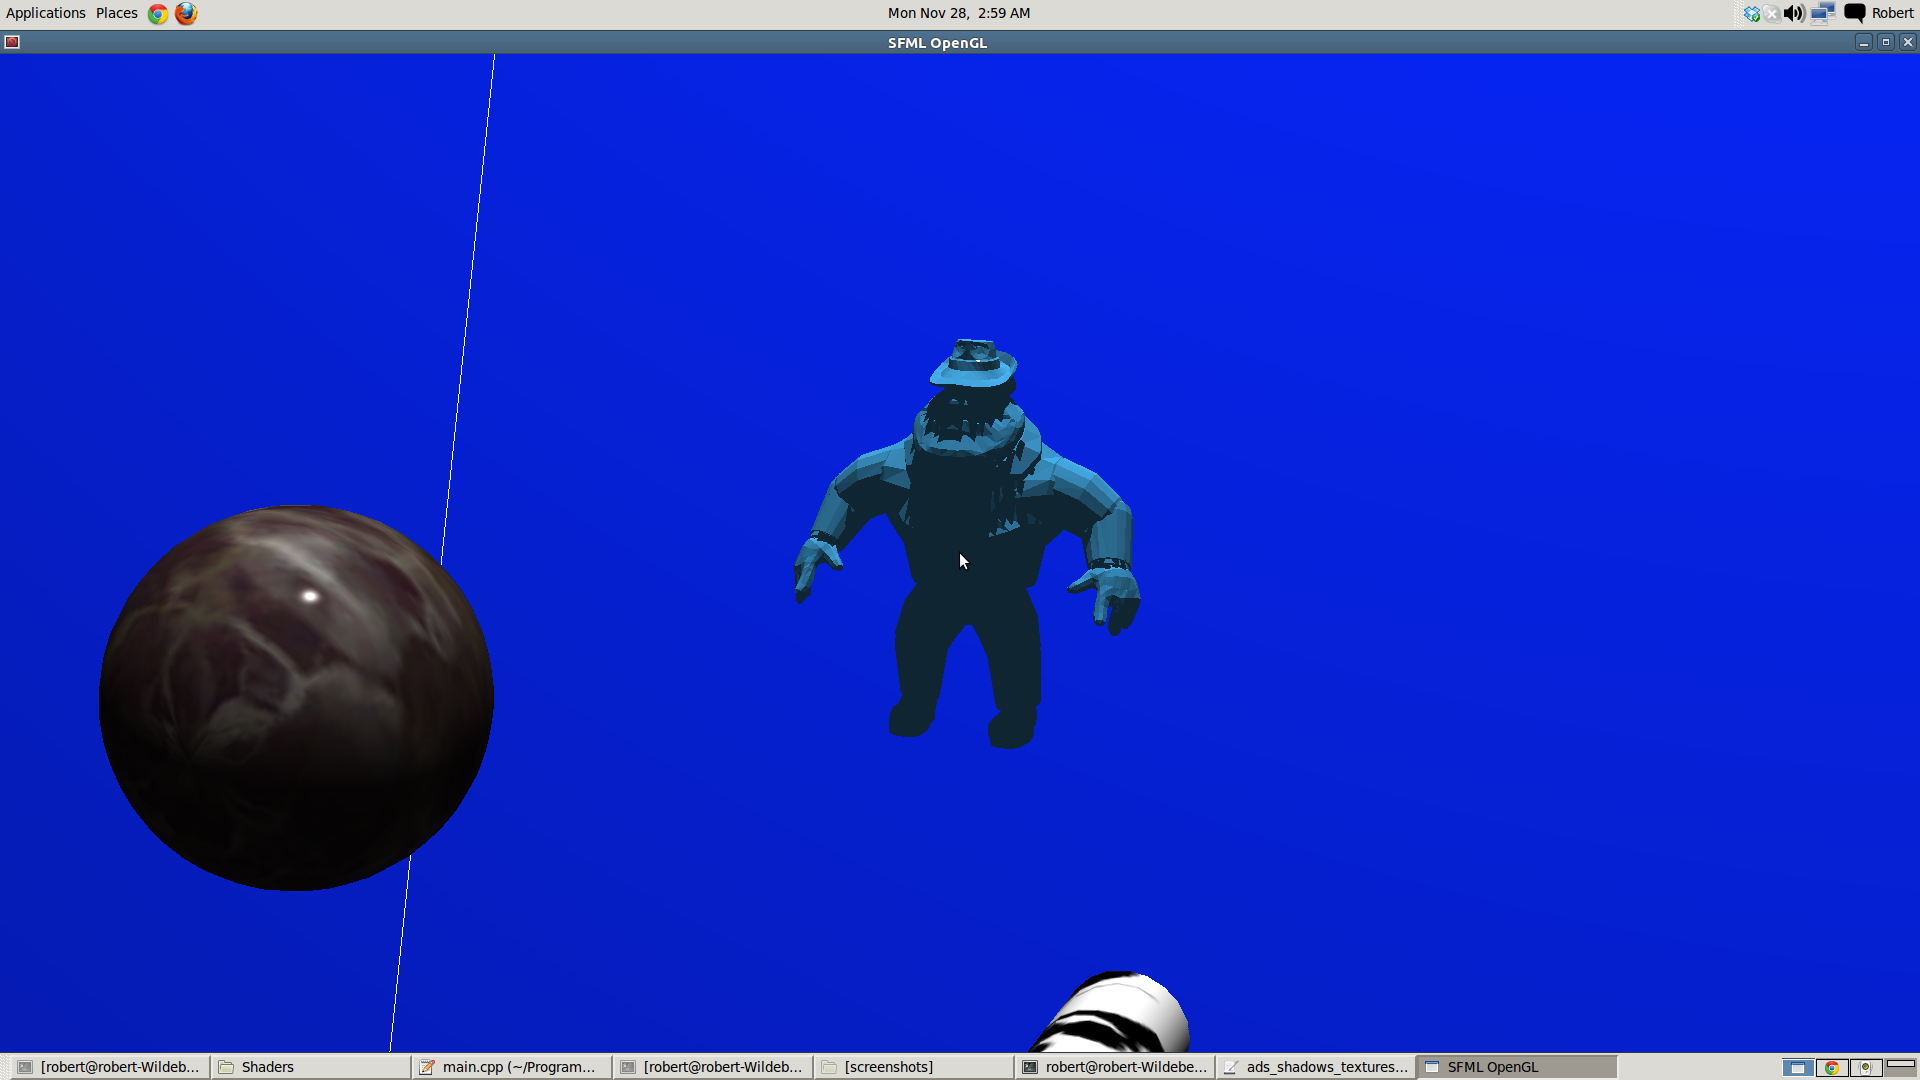 Applications Places Mon Nov 28, 2:59 AM Robert
SFML OpenGL
[robert@robert-Wildeb... Shaders main.cpp (~/Program... [robert@robert-Wildeb... [screenshots] robert@robert-Wildebe... ads_shadows_textures... SFML OpenGL